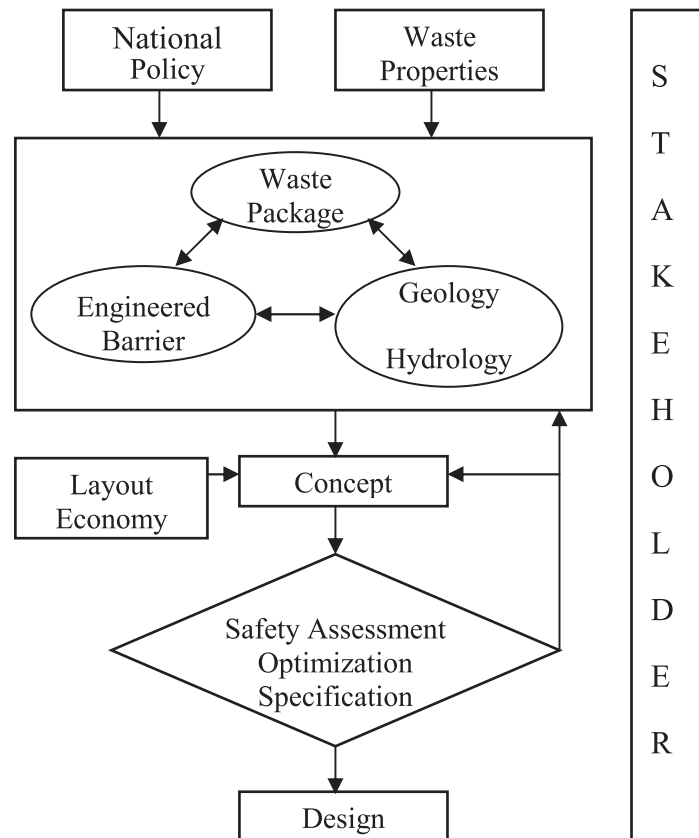 National
Policy
Waste
Properties
Waste
Package
Engineered
Barrier
Geology
Hydrology
Layout
Economy
Concept
Safety Assessment
Optimization
Specification
Design
S
T
A
K
E
H
O
L
D
E
R